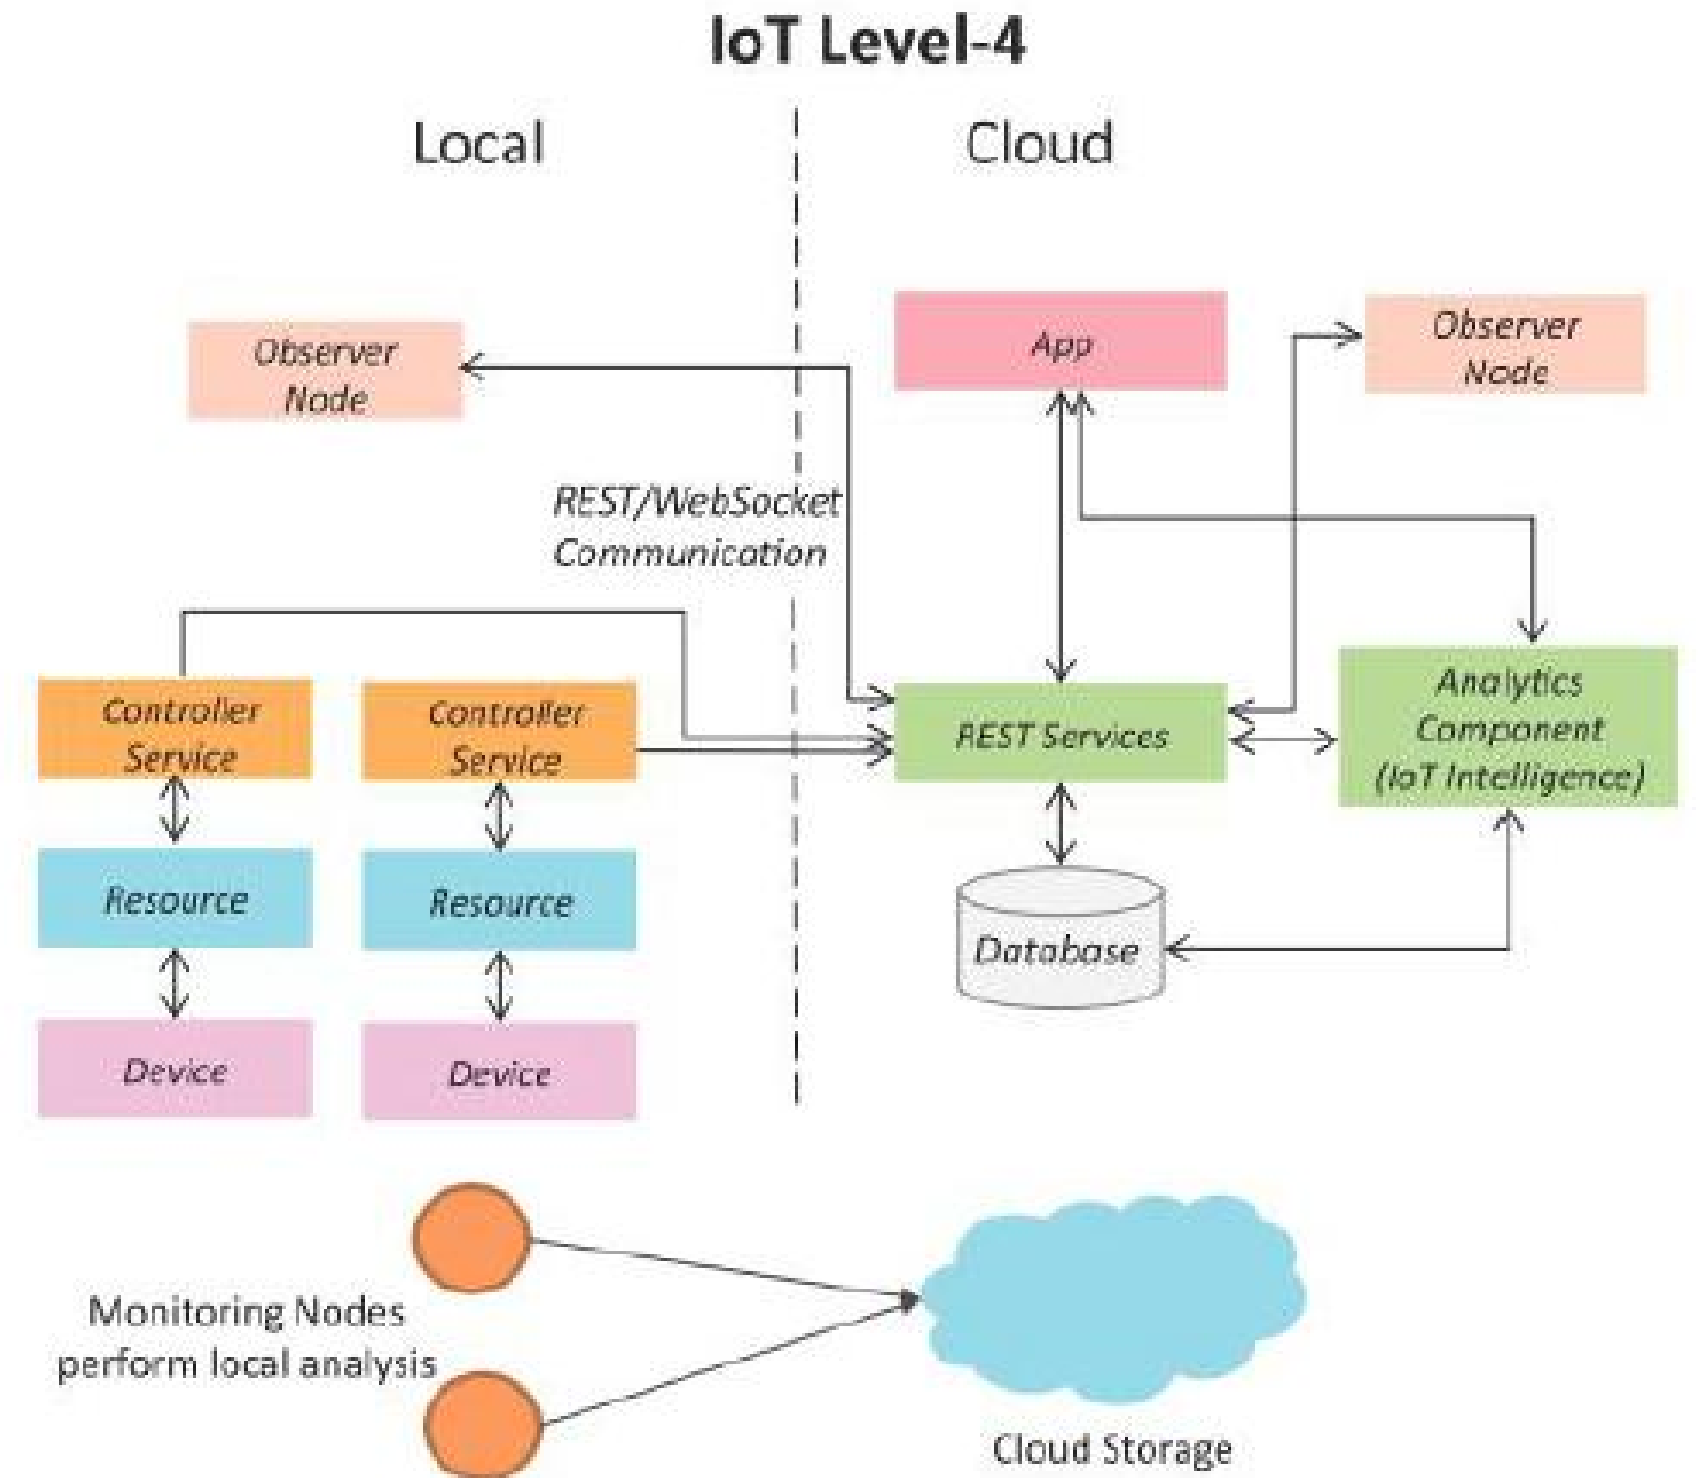 IoT Level-4
Local
Cloud
Observer
Node
App
Observer
Node
REST/WebSocket
Communication
Controller
Service
Controller
Service
REST Services
Analytics
Component
(IoT Intelligence)
Resource
Resource
Database
Device
Device
Monitoring Nodes
perform local analysis
Cloud Storage